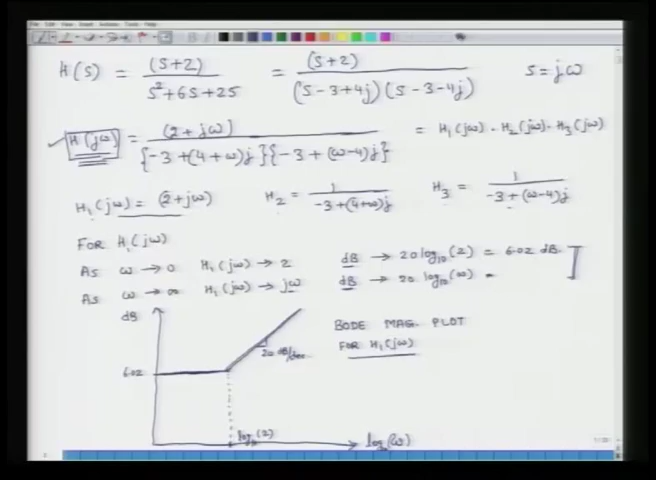 H(s) = (s+2) / s²+6s+25 = (s+2) / (s-3+4j)(s-3-4j)   s=jω
H(jω) = (2+jω) / {-3+(4+ω)j}{-3+(ω-4)j} = H₁(jω) · H₂(jω) · H₃(jω)
H₁(jω) = (2+jω)   H₂ = 1 / -3+(4+ω)j   H₃ = 1 / -3+(ω-4)j
FOR H₁(jω)
As ω → 0   H₁(jω) → 2   dB → 20 log₁₀(2) = 6.02 dB
As ω → ∞   H₁(jω) → jω   dB → 20 log₁₀(∞) =
dB
BODE MAG. PLOT
FOR H₁(jω)
20 dB/dec
6.02
log₁₀(2)
log₁₀(ω)